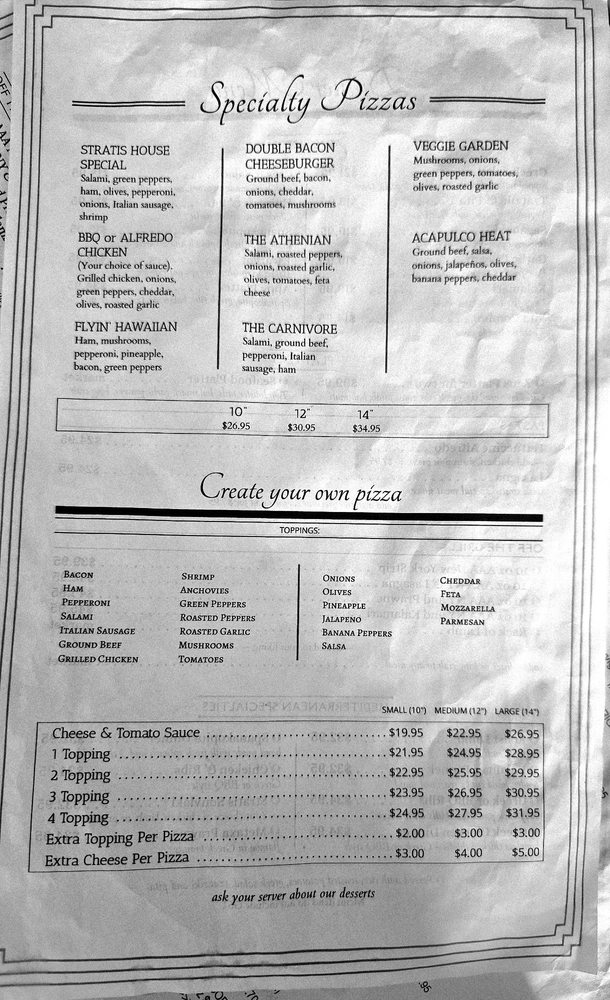 Specialty Pizzas
STRATIS HOUSE
SPECIAL
Salami, green peppers,
ham, olives, pepperoni,
onions, Italian sausage,
shrimp
BBQ or ALFREDO
CHICKEN
(Your choice of sauce).
Grilled chicken, onions,
green peppers, cheddar,
olives, roasted garlic
FLYIN' HAWAIIAN
Ham, mushrooms,
pepperoni, pineapple,
bacon, green peppers
DOUBLE BACON
CHEESEBURGER
Ground beef, bacon,
onions, cheddar,
tomatoes, mushrooms
THE ATHENIAN
Salami, roasted peppers,
onions, roasted garlic,
olives, tomatoes, feta
cheese
THE CARNIVORE
Salami, ground beef,
pepperoni, Italian
sausage, ham
VEGGIE GARDEN
Mushrooms, onions,
green peppers, tomatoes,
olives, roasted garlic
ACAPULCO HEAT
Ground beef, salsa,
onions, jalapeños, olives,
banana peppers, cheddar
10" 12" 14"
$26.95 $30.95 $34.95
Create your own pizza
TOPPINGS:
BACON
HAM
PEPPERONI
SALAMI
ITALIAN SAUSAGE
GROUND BEEF
GRILLED CHICKEN
SHRIMP
ANCHOVIES
GREEN PEPPERS
ROASTED PEPPERS
ROASTED GARLIC
MUSHROOMS
TOMATOES
ONIONS
OLIVES
PINEAPPLE
JALAPENO
BANANA PEPPERS
SALSA
CHEDDAR
FETA
MOZZARELLA
PARMESAN
SMALL (10") MEDIUM (12") LARGE (14")
Cheese & Tomato Sauce $19.95 $22.95 $26.95
1 Topping $21.95 $24.95 $28.95
2 Topping $22.95 $25.95 $29.95
3 Topping $23.95 $26.95 $30.95
4 Topping $24.95 $27.95 $31.95
Extra Topping Per Pizza $2.00 $3.00 $3.00
Extra Cheese Per Pizza $3.00 $4.00 $5.00
ask your server about our desserts